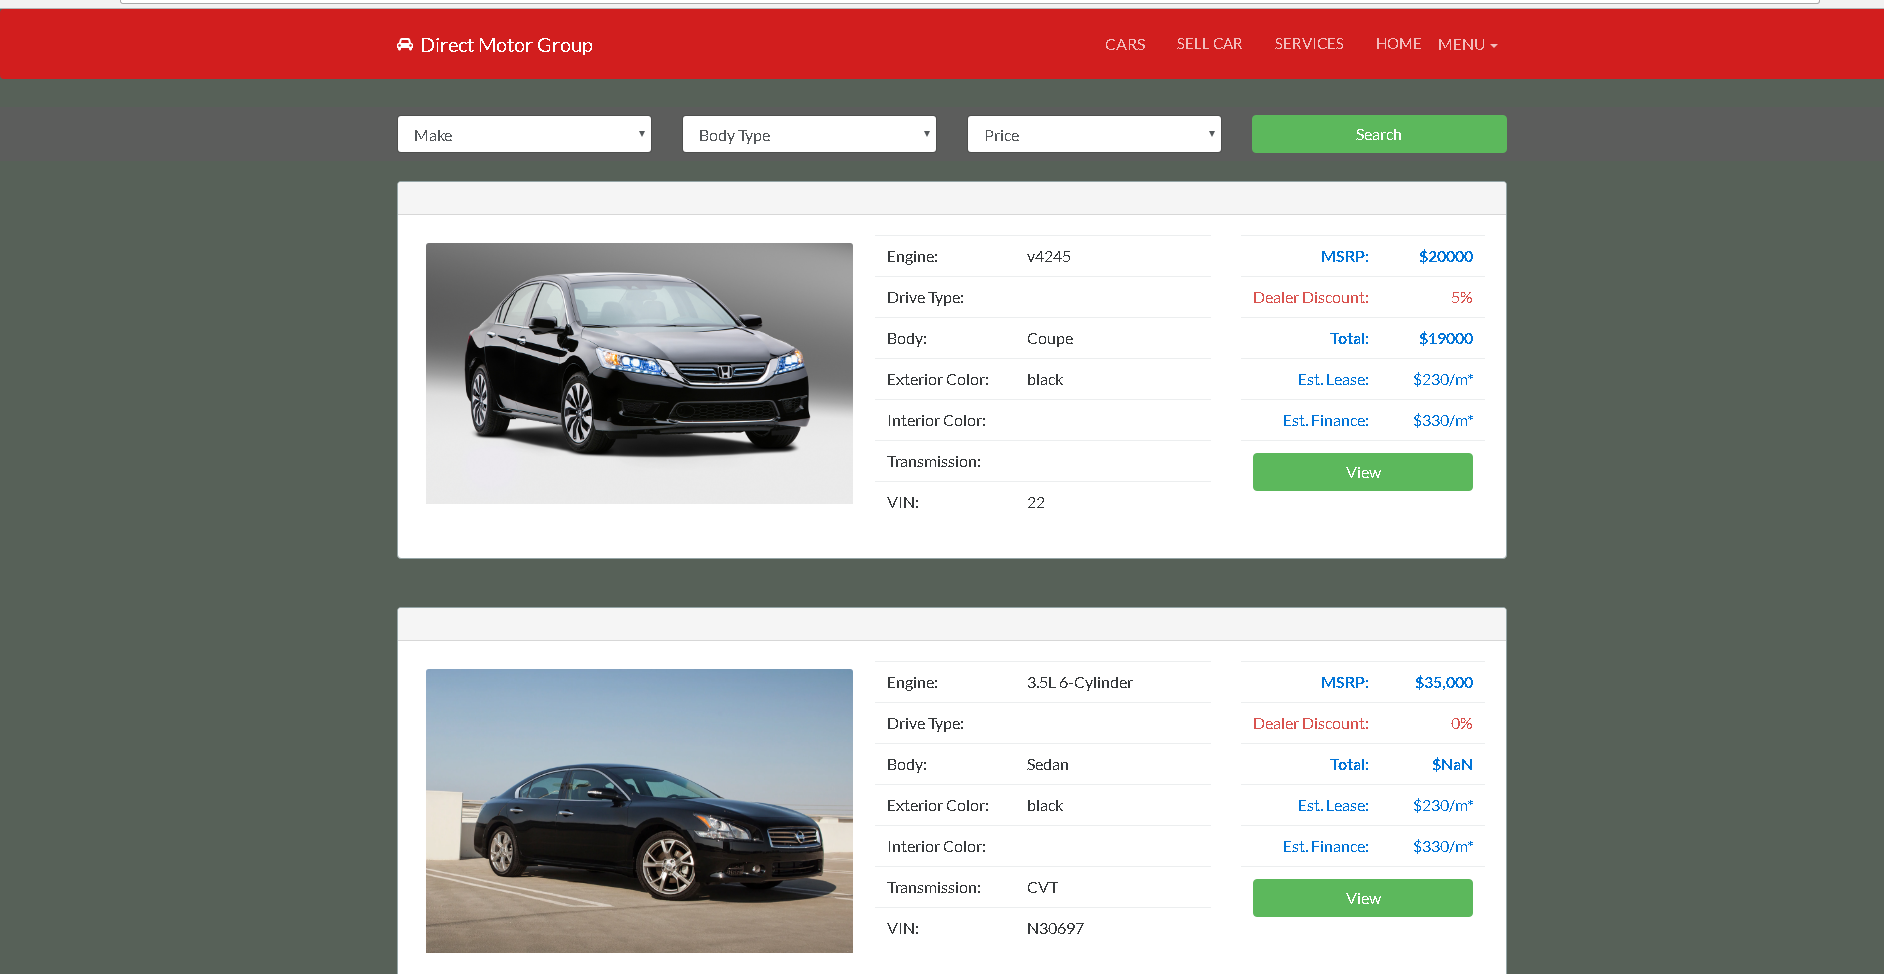 Direct Motor Group CARS SELL CAR SERVICES HOME MENU
Make Body Type Price Search
Engine: v4245 MSRP: $20000
Drive Type: Dealer Discount: 5%
Body: Coupe Total: $19000
Exterior Color: black Est. Lease: $230/m*
Interior Color: Est. Finance: $330/m*
Transmission: View
VIN: 22
Engine: 3.5L 6-Cylinder MSRP: $35,000
Drive Type: Dealer Discount: 0%
Body: Sedan Total: $NaN
Exterior Color: black Est. Lease: $230/m*
Interior Color: Est. Finance: $330/m*
Transmission: CVT View
VIN: N30697